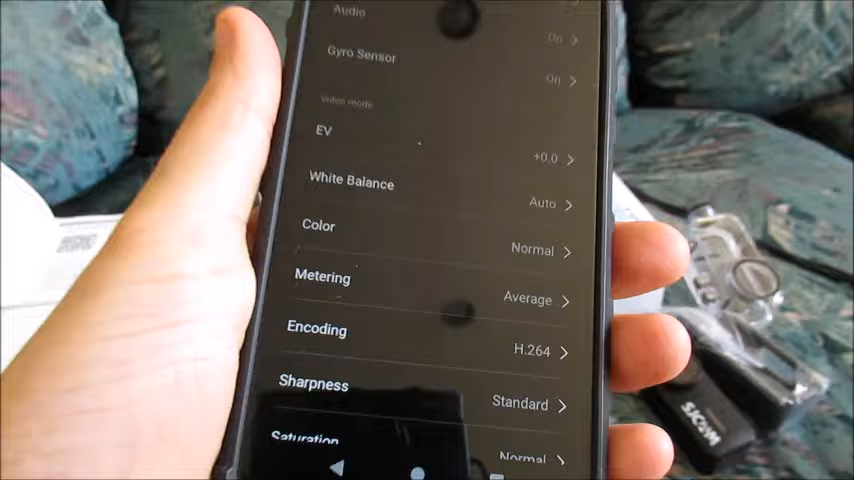 Audio
On
Gyro Sensor
On
Video mode
EV
+0.0
White Balance
Auto
Color
Normal
Metering
Average
Encoding
H.264
Sharpness
Standard
Saturation
Normal
SJCAM